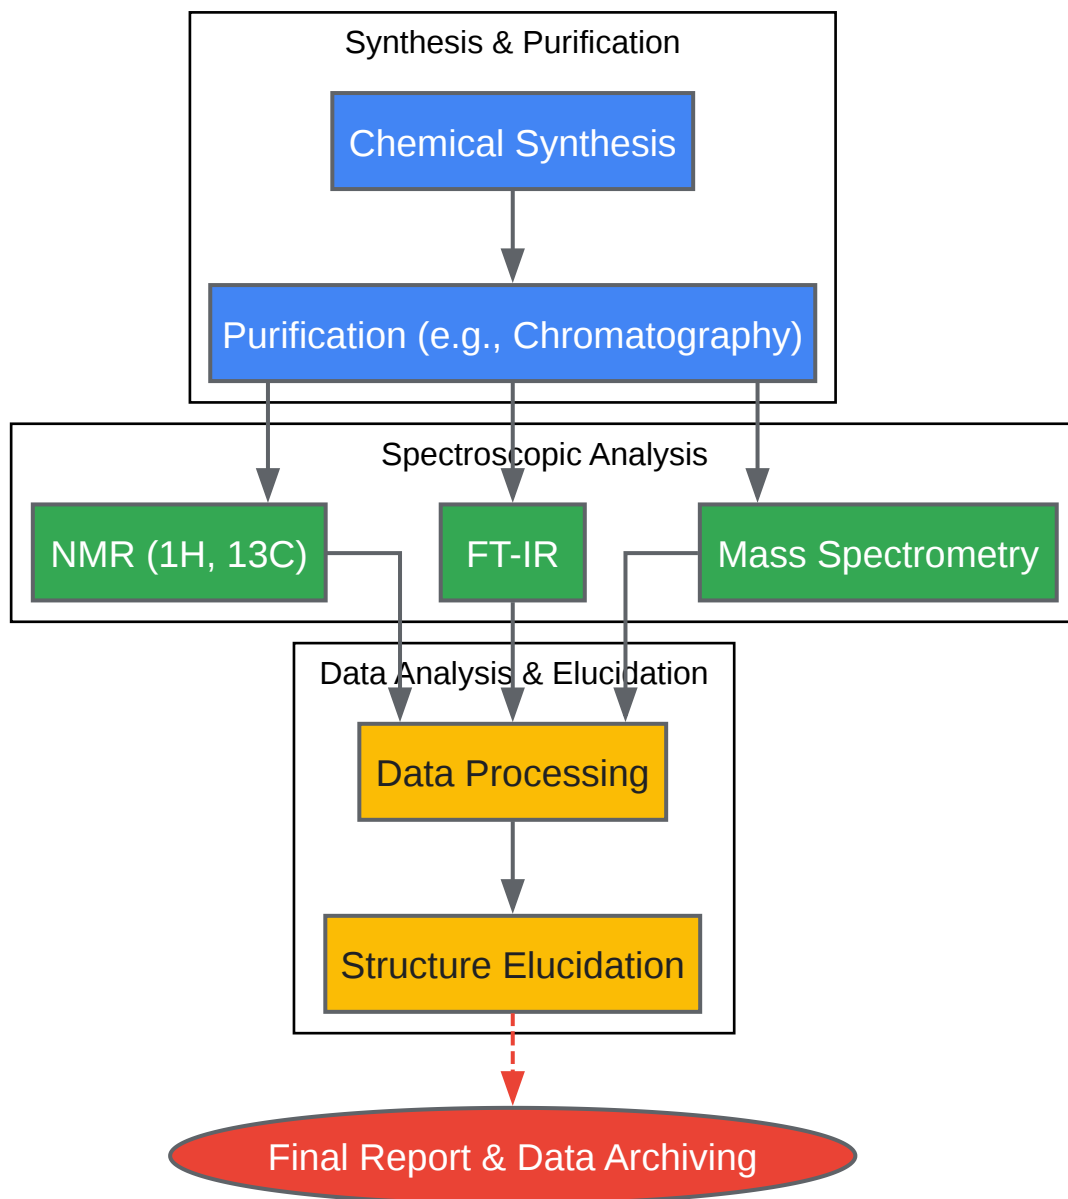 Synthesis & Purification
Chemical Synthesis
Purification (e.g., Chromatography)
Spectroscopic Analysis
NMR (1H, 13C)
FT-IR
Mass Spectrometry
Data Analysis & Elucidation
Data Processing
Structure Elucidation
Final Report & Data Archiving